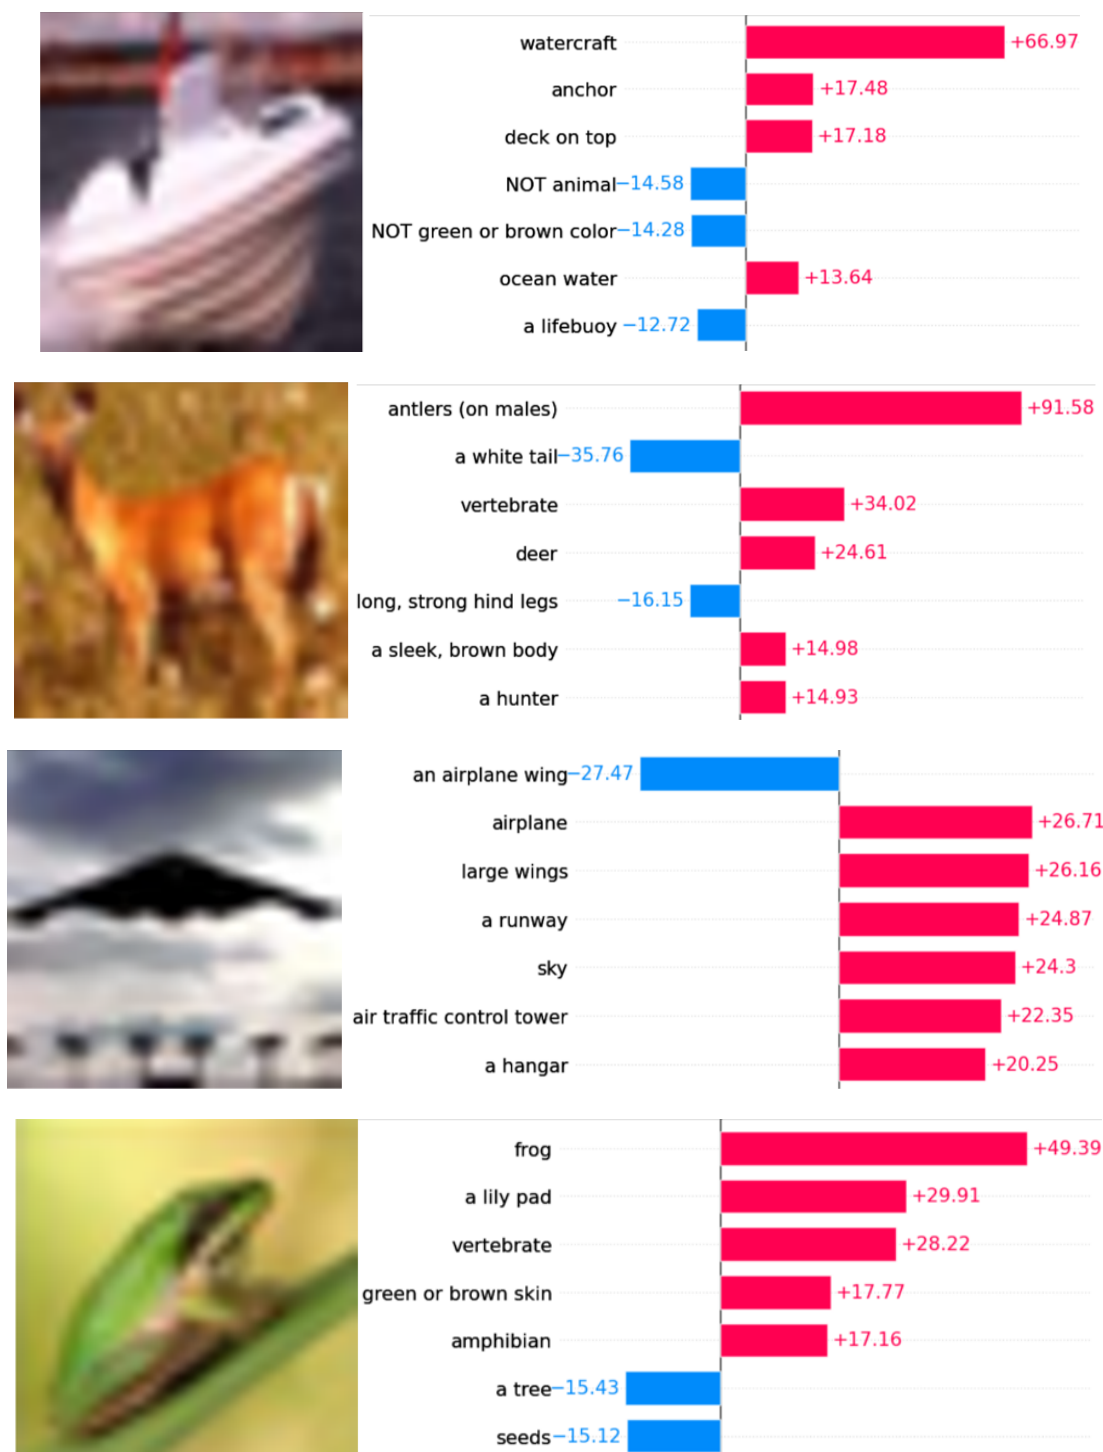 watercraft +66.97
anchor +17.48
deck on top +17.18
NOT animal −14.58
NOT green or brown color −14.28
ocean water +13.64
a lifebuoy −12.72
antlers (on males) +91.58
a white tail −35.76
vertebrate +34.02
deer +24.61
long, strong hind legs −16.15
a sleek, brown body +14.98
a hunter +14.93
an airplane wing −27.47
airplane +26.71
large wings +26.16
a runway +24.87
sky +24.3
air traffic control tower +22.35
a hangar +20.25
frog +49.39
a lily pad +29.91
vertebrate +28.22
green or brown skin +17.77
amphibian +17.16
a tree −15.43
seeds −15.12